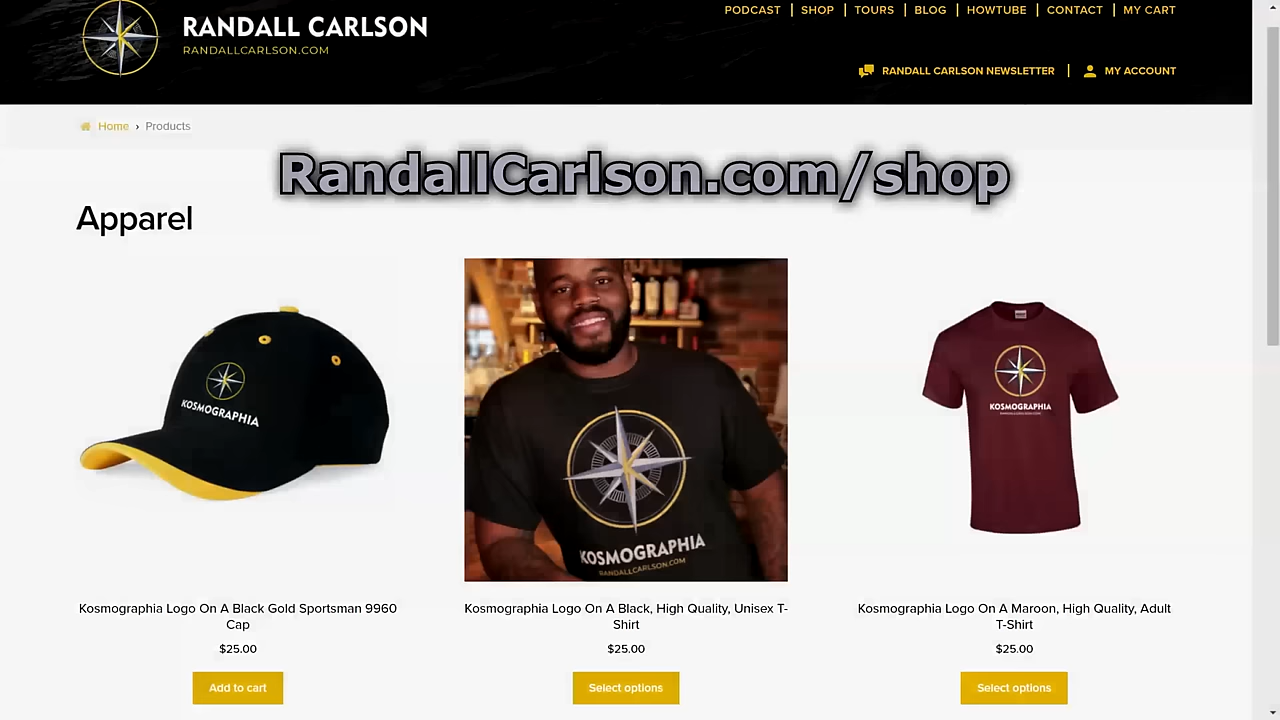 RANDALL CARLSON
RANDALLCARLSON.COM
PODCAST | SHOP | TOURS | BLOG | HOWTUBE | CONTACT | MY CART
RANDALL CARLSON NEWSLETTER | MY ACCOUNT
Home › Products
RandallCarlson.com/shop
Apparel
KOSMOGRAPHIA
KOSMOGRAPHIA
RANDALLCARLSON.COM
KOSMOGRAPHIA
Kosmographia Logo On A Black Gold Sportsman 9960
Cap
$25.00
Add to cart
Kosmographia Logo On A Black, High Quality, Unisex T-
Shirt
$25.00
Select options
Kosmographia Logo On A Maroon, High Quality, Adult
T-Shirt
$25.00
Select options